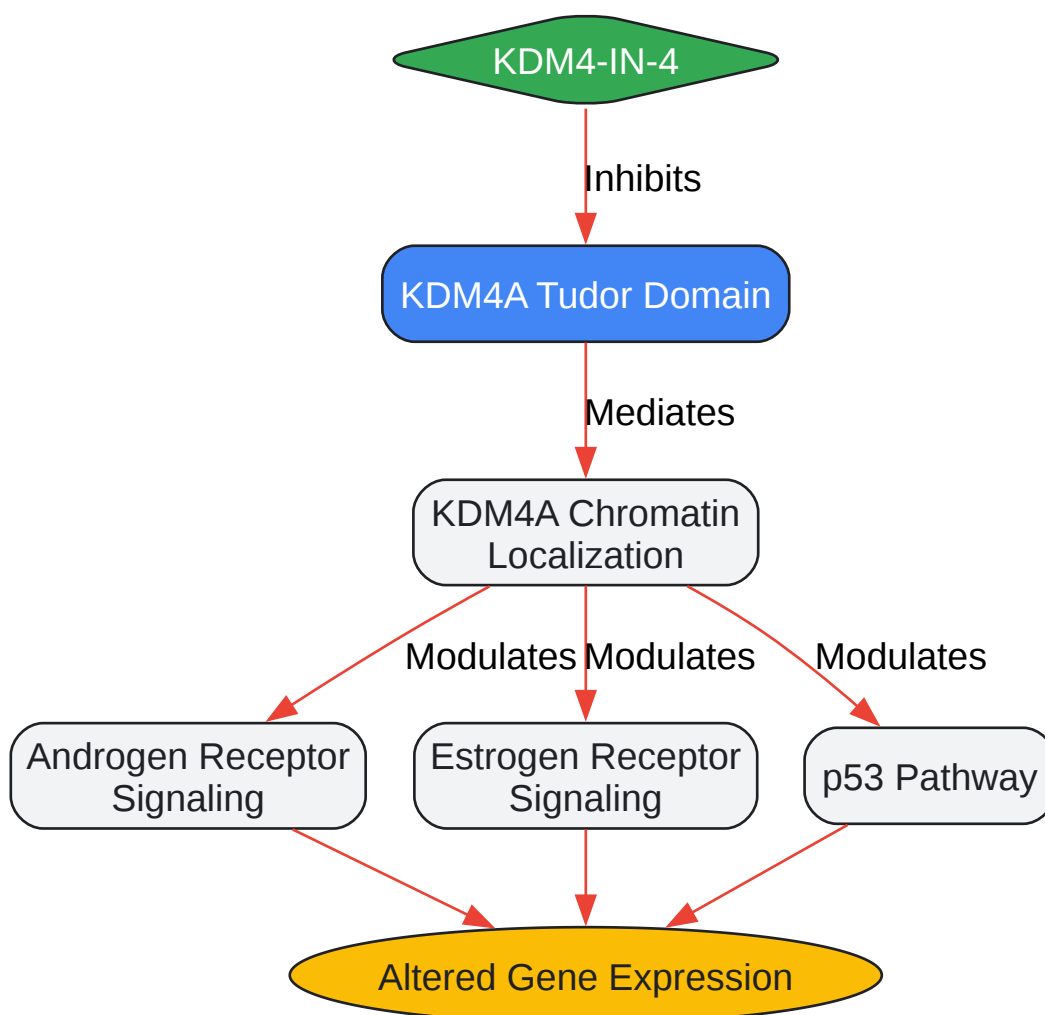 KDM4-IN-4
Inhibits
KDM4A Tudor Domain
Mediates
KDM4A Chromatin
Localization
Modulates
Modulates
Modulates
Androgen Receptor
Signaling
Estrogen Receptor
Signaling
p53 Pathway
Altered Gene Expression